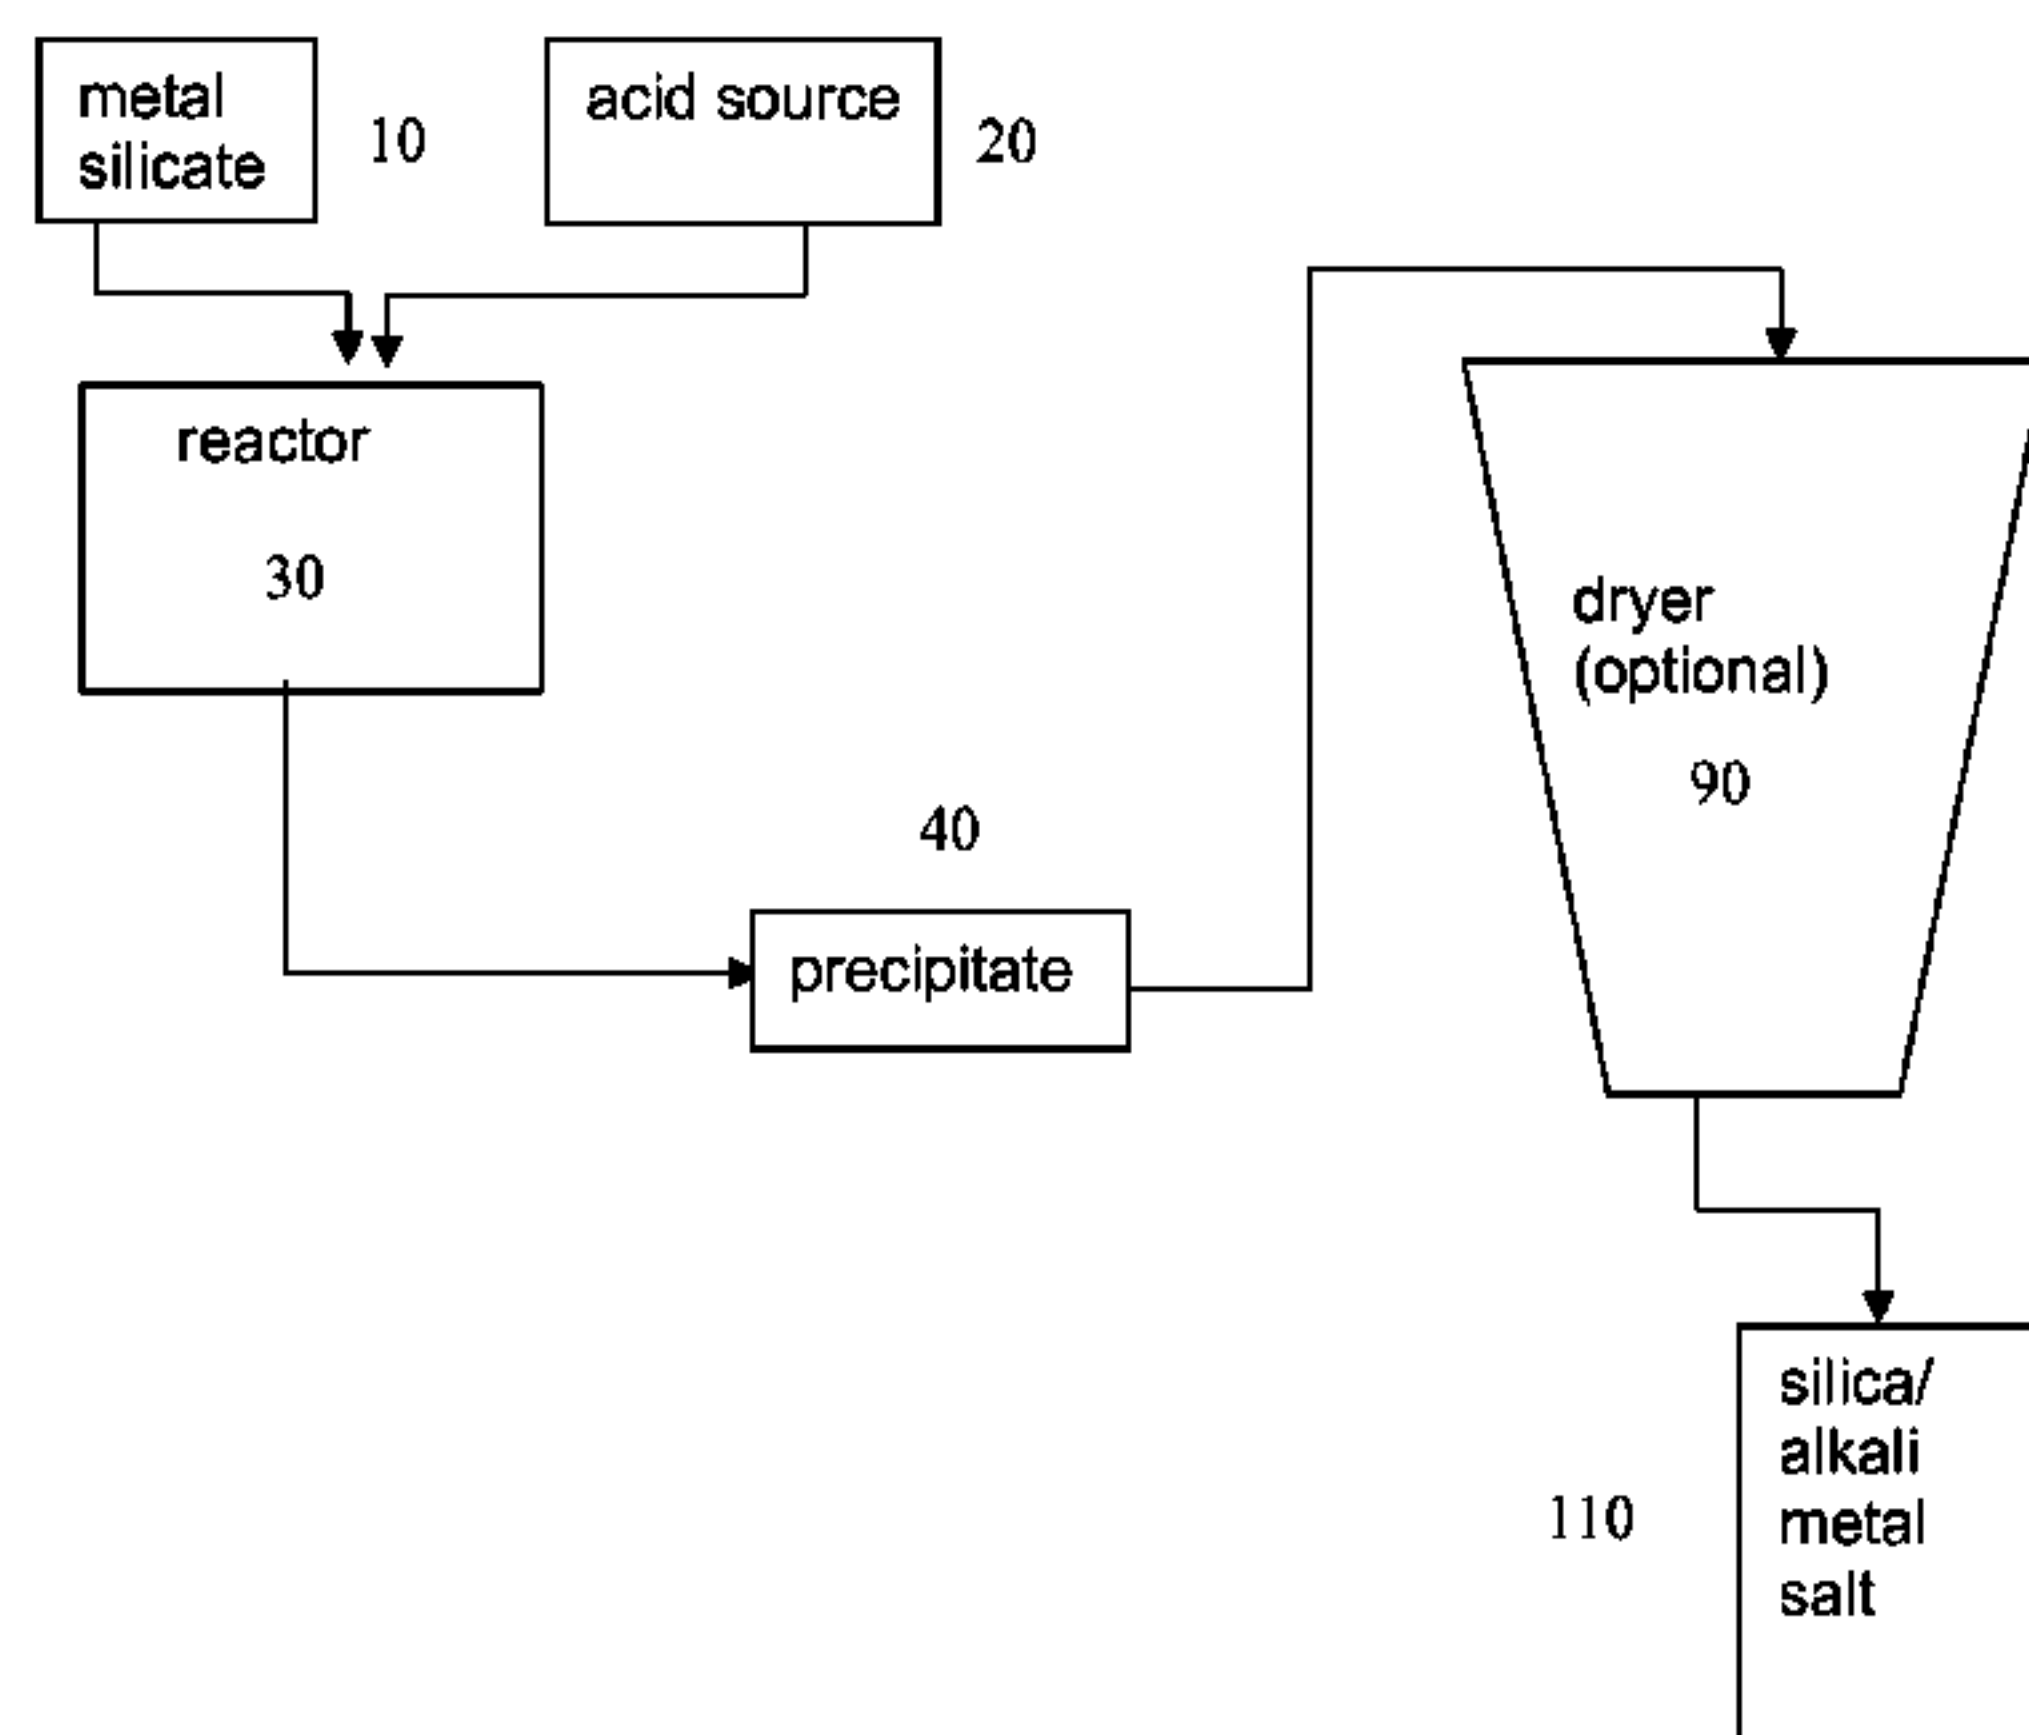 metal
silicate
10
acid source
20
reactor
30
40
precipitate
dryer
(optional)
90
110
silica/
alkali
metal
salt